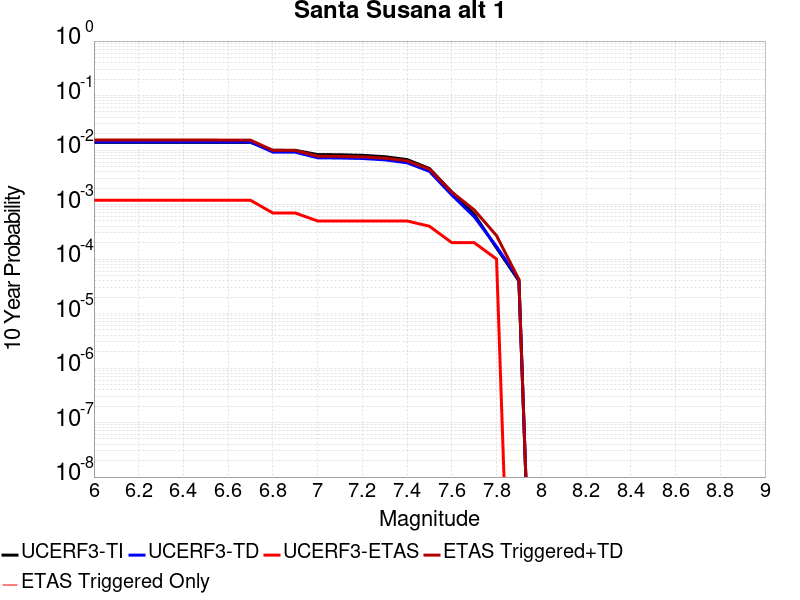 Santa Susana alt 1
10^0
10^-1
10^-2
10^-3
10^-4
10^-5
10^-6
10^-7
10^-8
10 Year Probability
6 6.2 6.4 6.6 6.8 7 7.2 7.4 7.6 7.8 8 8.2 8.4 8.6 8.8 9
Magnitude
UCERF3-TI UCERF3-TD UCERF3-ETAS ETAS Triggered+TD
ETAS Triggered Only